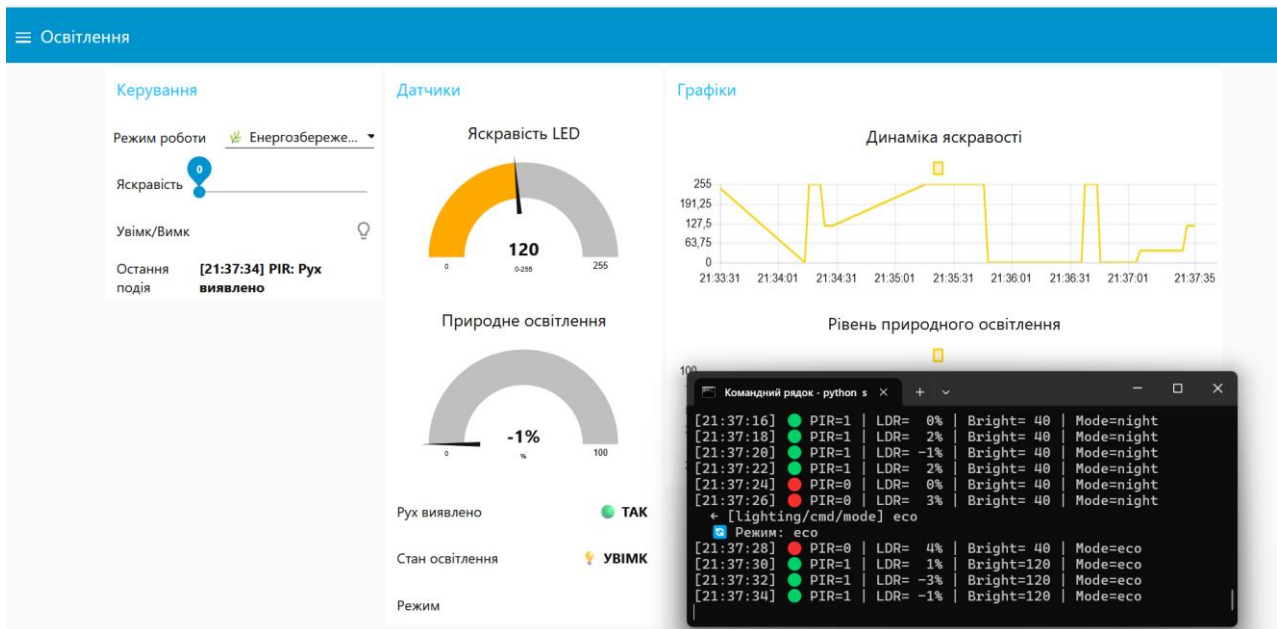 Освітлення
Керування
Режим роботи Енергозбереже...
Яскравість 0
Увімк/Вимк
Остання подія [21:37:34] PIR: Рух виявлено
Датчики
Яскравість LED
120
0 0-255 255
Природне освітлення
-1%
0 % 100
Рух виявлено ТАК
Стан освітлення УВІМК
Режим
Графіки
Динаміка яскравості
255
191,25
127,5
63,75
0
21:33:31 21:34:01 21:34:31 21:35:01 21:35:31 21:36:01 21:36:31 21:37:01 21:37:35
Рівень природного освітлення
100
Командний рядок - python s
[21:37:16] PIR=1 | LDR= 0% | Bright= 40 | Mode=night
[21:37:18] PIR=1 | LDR= 2% | Bright= 40 | Mode=night
[21:37:20] PIR=1 | LDR= -1% | Bright= 40 | Mode=night
[21:37:22] PIR=1 | LDR= 2% | Bright= 40 | Mode=night
[21:37:24] PIR=0 | LDR= 0% | Bright= 40 | Mode=night
[21:37:26] PIR=0 | LDR= 3% | Bright= 40 | Mode=night
← [lighting/cmd/mode] eco
Режим: eco
[21:37:28] PIR=0 | LDR= 4% | Bright= 40 | Mode=eco
[21:37:30] PIR=1 | LDR= 1% | Bright=120 | Mode=eco
[21:37:32] PIR=1 | LDR= -3% | Bright=120 | Mode=eco
[21:37:34] PIR=1 | LDR= -1% | Bright=120 | Mode=eco